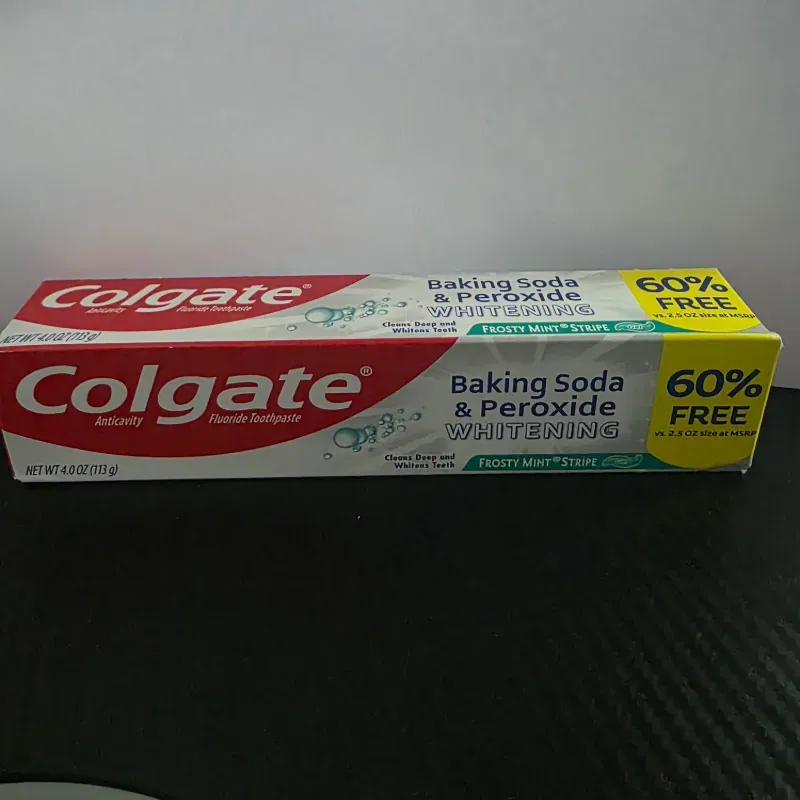 Colgate®
Anticavity Fluoride Toothpaste
NET WT 4.0 OZ (113 g)
Baking Soda
& Peroxide
WHITENING
Cleans Deep and
Whitens Teeth
FROSTY MINT® STRIPE
60%
FREE
vs. 2.5 OZ size at MSRP
Colgate®
Anticavity Fluoride Toothpaste
NET WT 4.0 OZ (113 g)
Baking Soda
& Peroxide
WHITENING
Cleans Deep and
Whitens Teeth
FROSTY MINT® STRIPE
60%
FREE
vs. 2.5 OZ size at MSRP